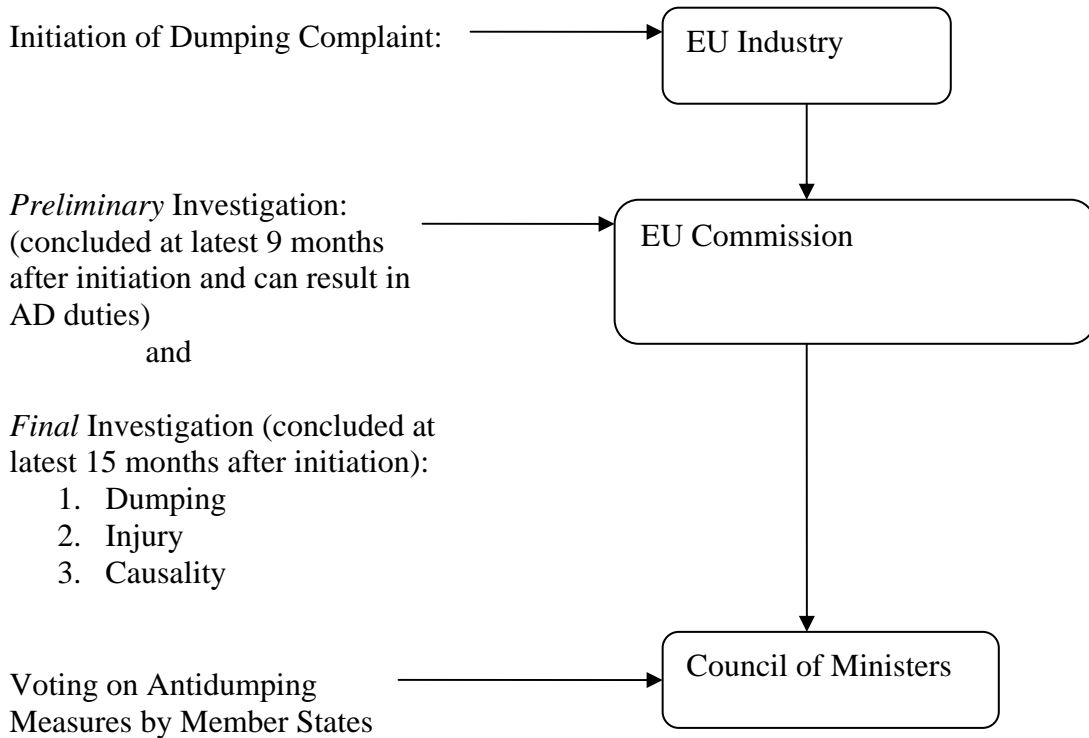 Initiation of Dumping Complaint:
EU Industry
Preliminary Investigation:
(concluded at latest 9 months
after initiation and can result in
AD duties)
and
EU Commission
Final Investigation (concluded at
latest 15 months after initiation):
1. Dumping
2. Injury
3. Causality
Voting on Antidumping
Measures by Member States
Council of Ministers